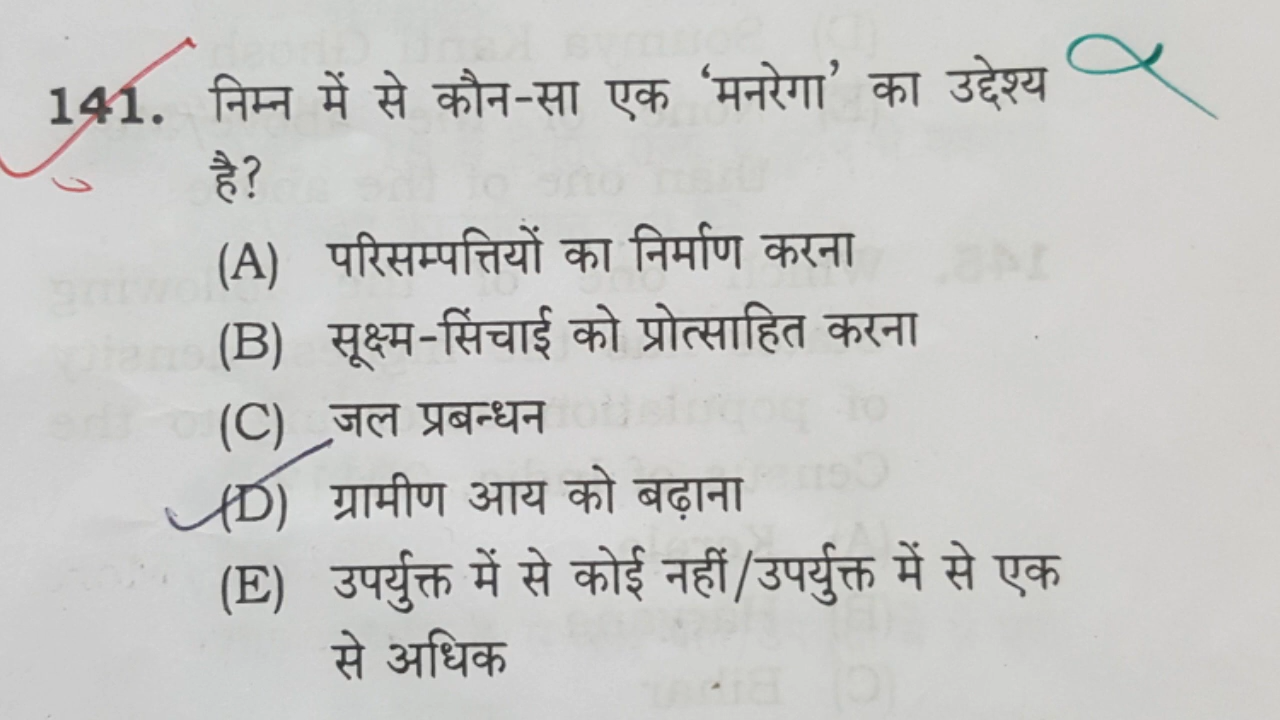 141. निम्न में से कौन-सा एक ‘मनरेगा’ का उद्देश्य
है?
(A) परिसम्पत्तियों का निर्माण करना
(B) सूक्ष्म-सिंचाई को प्रोत्साहित करना
(C) जल प्रबन्धन
(D) ग्रामीण आय को बढ़ाना
(E) उपर्युक्त में से कोई नहीं/उपर्युक्त में से एक
से अधिक